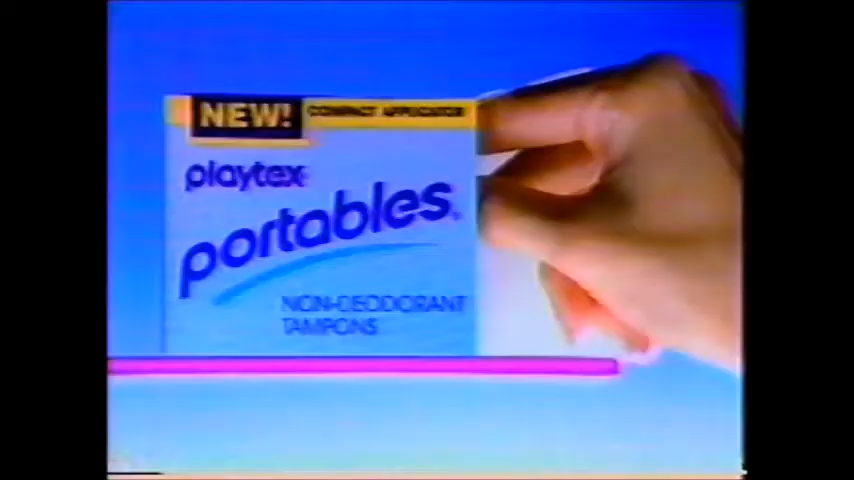 NEW! COMPACT APPLICATOR
playtex
portables
NON-DEODORANT
TAMPONS